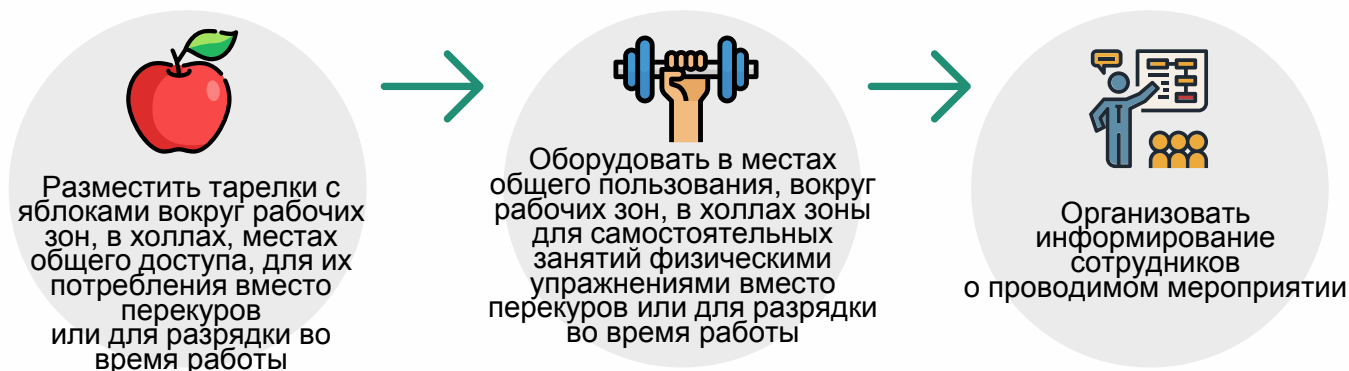 Разместить тарелки с
яблоками вокруг рабочих
зон, в холлах, местах
общего доступа, для их
потребления вместо
перекуров
или для разрядки во
время работы
Оборудовать в местах
общего пользования, вокруг
рабочих зон, в холлах зоны
для самостоятельных
занятий физическими
упражнениями вместо
перекуров или для разрядки
во время работы
Организовать
информирование
сотрудников
о проводимом мероприятии